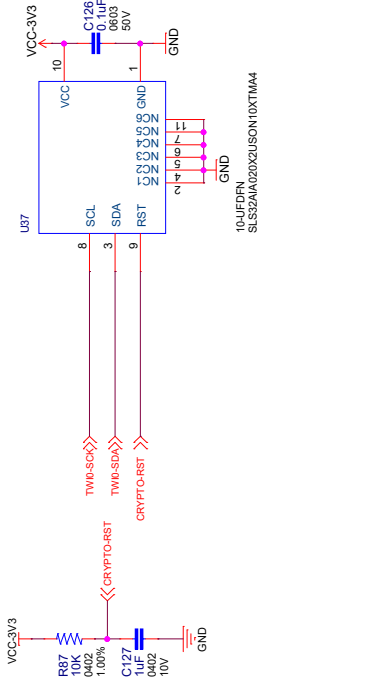 VCC-3V3
R87
10K
0402
1.00%
C127
1uF
0402
10V
GND
CRYPTO-RST
TWI0-SCK
TWI0-SDA
CRYPTO-RST
U37
8
SCL
3
SDA
9
RST
VCC
10
GND
1
VCC-3V3
C126
0.1uF
0603
50V
GND
NC6
11
NC5
7
NC4
6
NC3
5
NC2
4
NC1
2
GND
10-UFDFN
SLS32AIA020X2USON10XTMA4